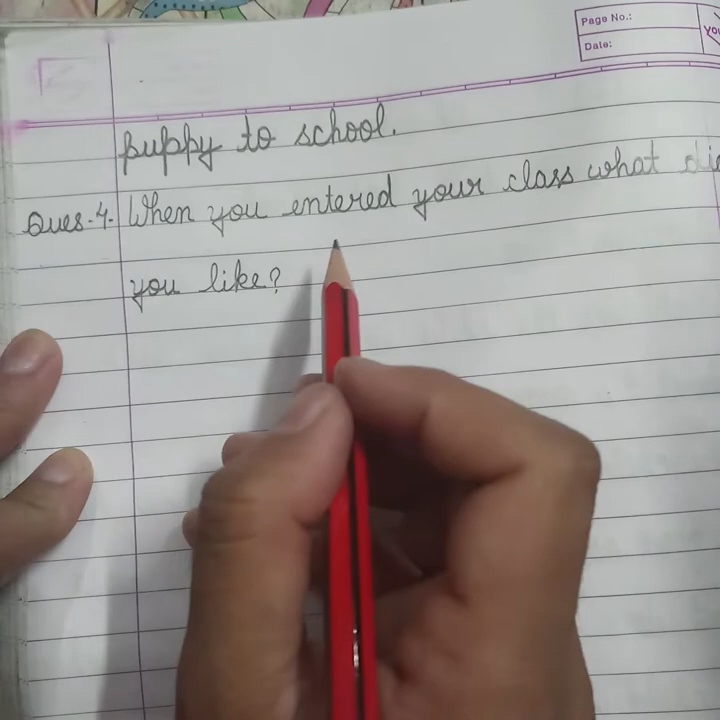 Page No.:
Date:
puppy to school.
Ques.4. When you entered your class what
you like?